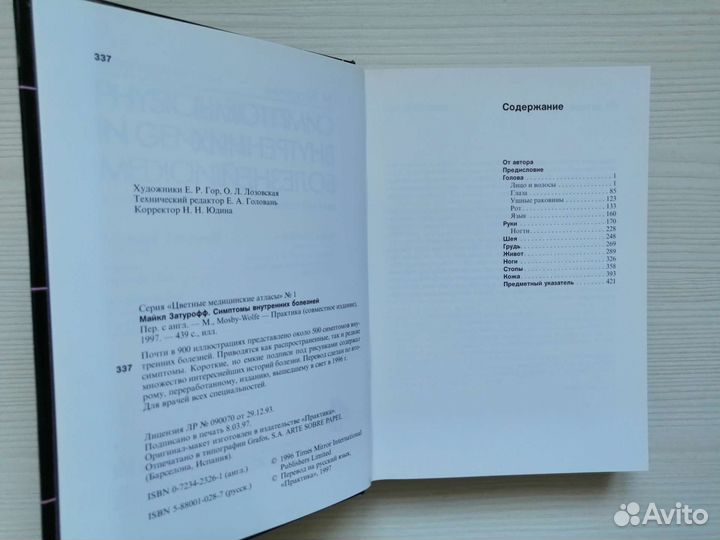 337
Художники Е. Р. Гор, О. Л. Лозовская
Технический редактор Е. А. Головань
Корректор Н. Н. Юдина
Серия «Цветные медицинские атласы» № 1
Майкл Затурофф. Симптомы внутренних болезней
Пер. с англ. — М., Mosby-Wolfe — Практика (совместное издание),
1997. — 439 с., илл.
Почти в 900 иллюстрациях представлено около 500 симптомов внут-
337 тренних болезней. Приводятся как распространенные, так и редкие
симптомы. Короткие, но емкие подписи под рисунками содержат
множество интереснейших историй болезни. Перевод сделан по вто-
рому, переработанному, изданию, вышедшему в свет в 1996 г.
Для врачей всех специальностей.
Лицензия ЛР № 090070 от 29.12.93.
Подписано в печать 8.03.97.
Оригинал-макет изготовлен в издательстве «Практика».
Отпечатано в типографии Grafos, S.A. ARTE SOBRE PAPEL
(Барселона, Испания).
© 1996 Times Mirror International
Publishers Limited
© Перевод на русский язык,
«Практика», 1997
ISBN 0-7234-2326-1 (англ.)
ISBN 5-88001-028-7 (русск.)
Содержание
От автора
Предисловие
Голова 1
Лицо и волосы 1
Глаза 85
Ушные раковины 123
Рот 133
Язык 160
Руки 170
Ногти 228
Шея 248
Грудь 269
Живот 289
Ноги 326
Стопы 358
Кожа 393
Предметный указатель 421
Avito